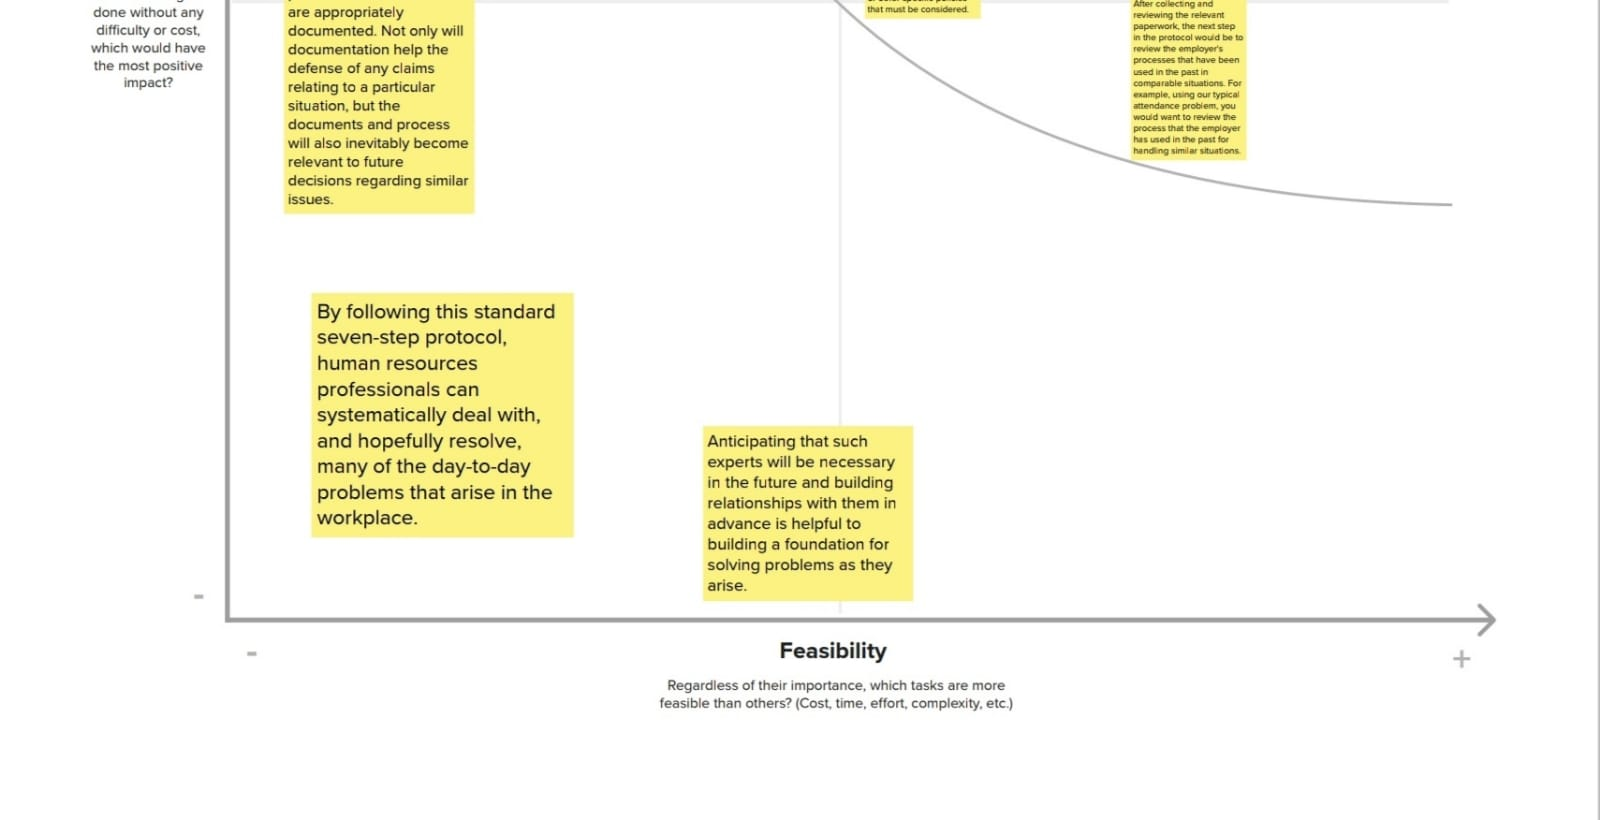 done without any
difficulty or cost,
which would have
the most positive
impact?
are appropriately
documented. Not only will
documentation help the
defense of any claims
relating to a particular
situation, but the
documents and process
will also inevitably become
relevant to future
decisions regarding similar
issues.
that must be considered.
After collecting and
reviewing the relevant
paperwork, the next step
in the protocol would be to
review the employer's
processes that have been
used in the past in
comparable situations. For
example, using our typical
attendance problem, you
would want to review the
process that the employer
has used in the past for
handling similar situations.
By following this standard
seven-step protocol,
human resources
professionals can
systematically deal with,
and hopefully resolve,
many of the day-to-day
problems that arise in the
workplace.
Anticipating that such
experts will be necessary
in the future and building
relationships with them in
advance is helpful to
building a foundation for
solving problems as they
arise.
-
-
+
Feasibility
Regardless of their importance, which tasks are more
feasible than others? (Cost, time, effort, complexity, etc.)